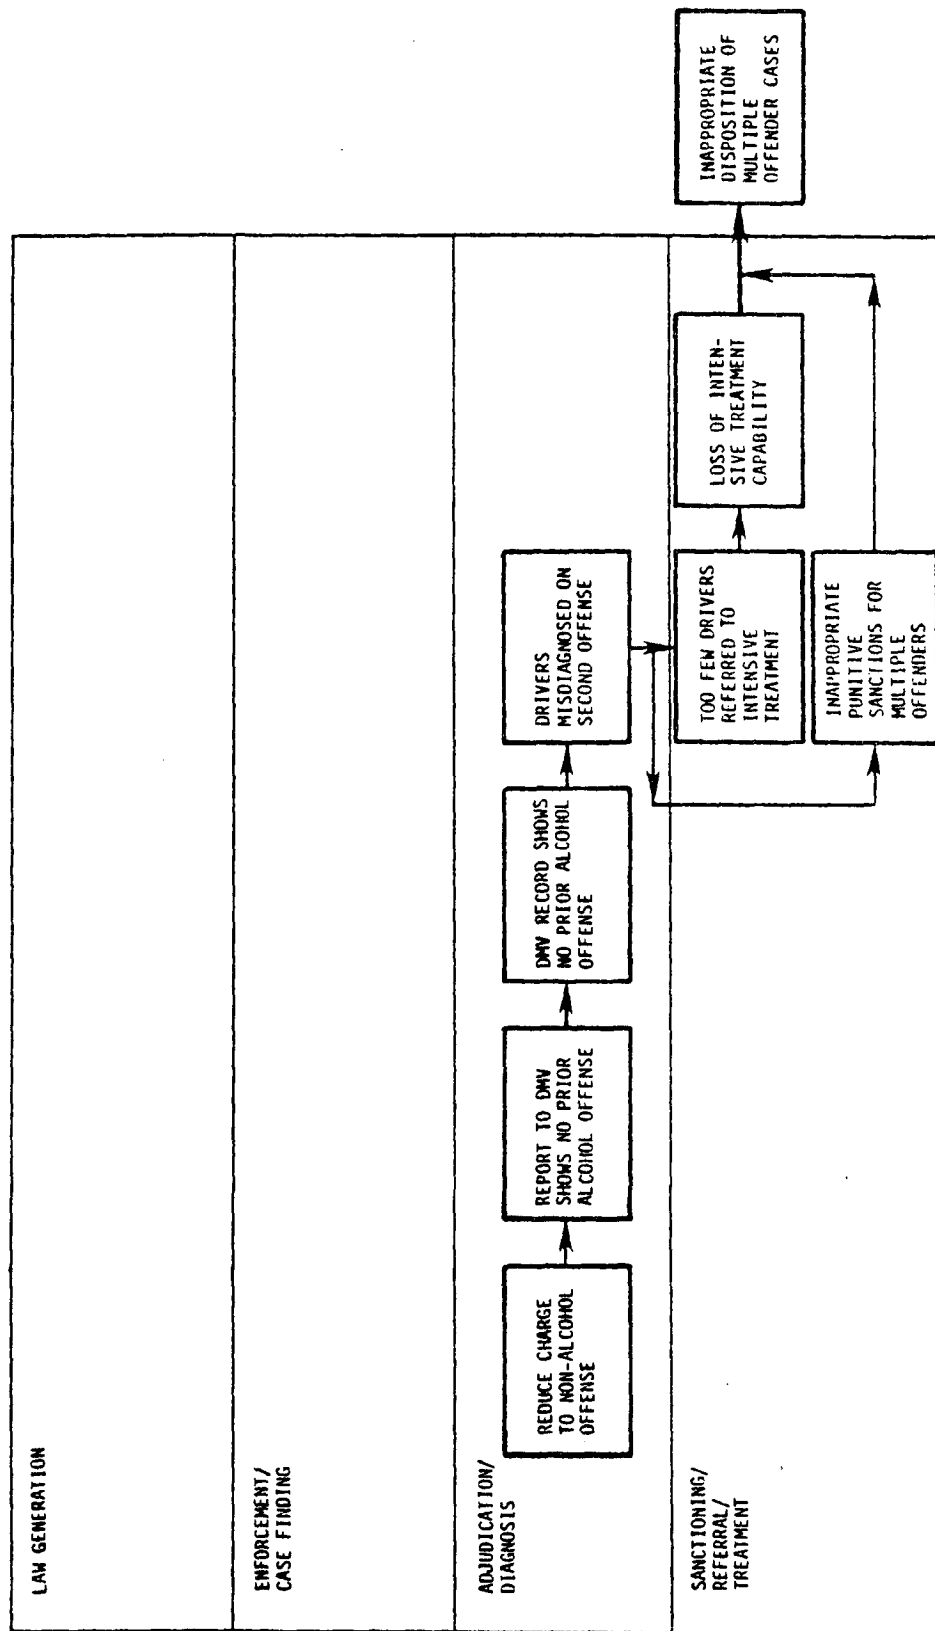 LAW GENERATION
ENFORCEMENT/
CASE FINDING
ADJUDICATION/
DIAGNOSIS
REDUCE CHARGE
TO NON-ALCOHOL
OFFENSE
REPORT TO DMV
SHOWS NO PRIOR
ALCOHOL OFFENSE
DMV RECORD SHOWS
NO PRIOR ALCOHOL
OFFENSE
DRIVERS
MISDIAGNOSED ON
SECOND OFFENSE
SANCTIONING/
REFERRAL/
TREATMENT
TOO FEW DRIVERS
REFERRED TO
INTENSIVE
TREATMENT
LOSS OF INTEN-
SIVE TREATMENT
CAPABILITY
INAPPROPRIATE
DISPOSITION OF
MULTIPLE
OFFENDER CASES
INAPPROPRIATE
PUNITIVE
SANCTIONS FOR
MULTIPLE
OFFENDERS